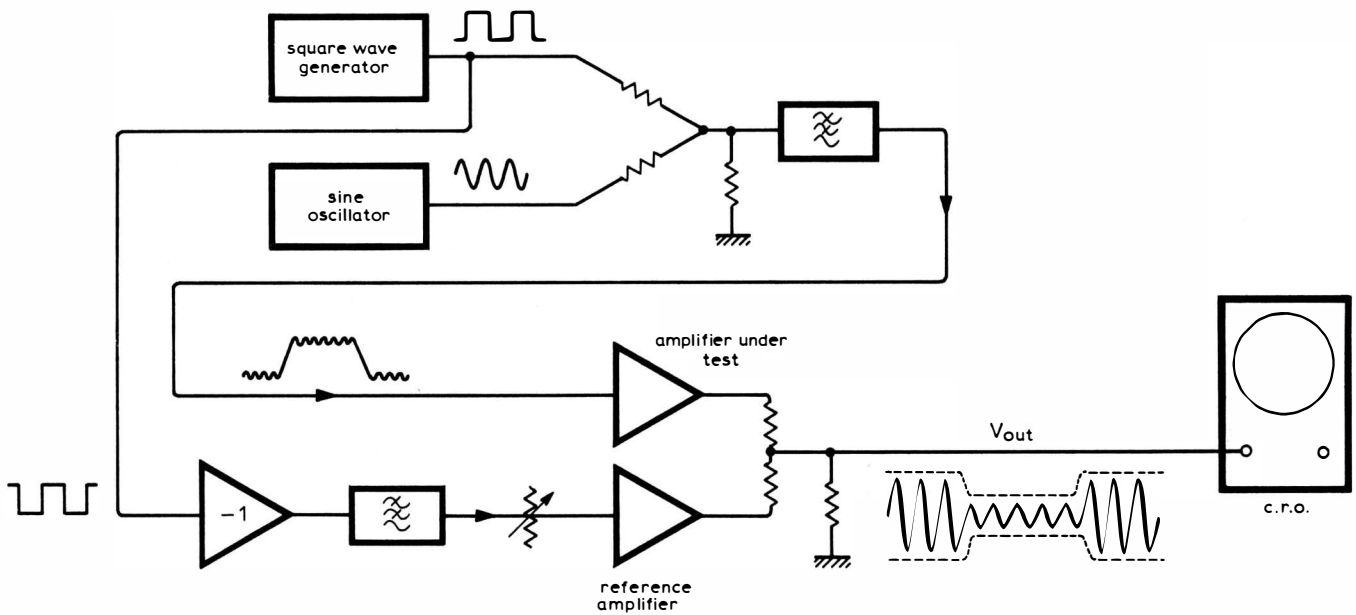 square wave
generator
sine
oscillator
amplifier under
test
Vout
-1
c.r.o.
reference
amplifier